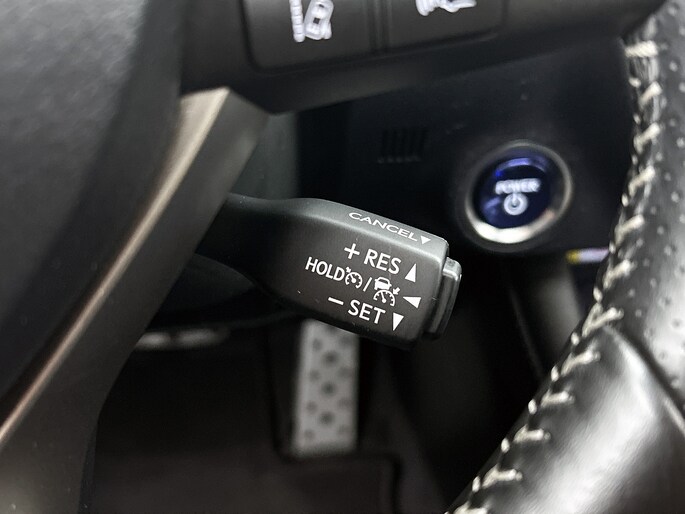 POWER
CANCEL▼
+ RES ▲
HOLD /
− SET ▼